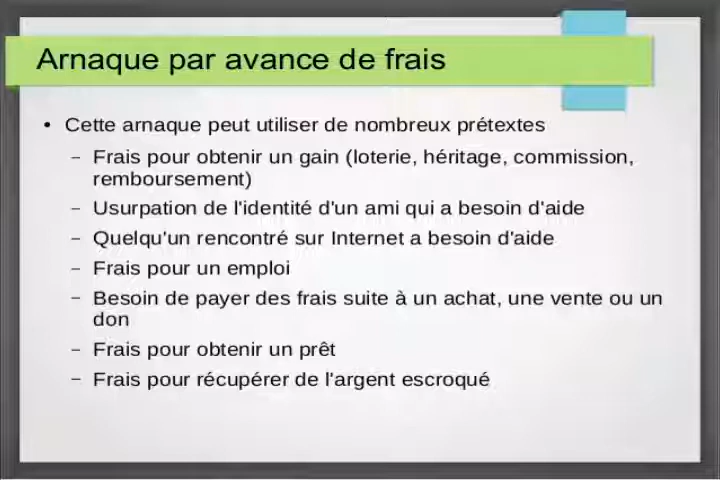 Arnaque par avance de frais
• Cette arnaque peut utiliser de nombreux prétextes
– Frais pour obtenir un gain (loterie, héritage, commission,
remboursement)
– Usurpation de l'identité d'un ami qui a besoin d'aide
– Quelqu'un rencontré sur Internet a besoin d'aide
– Frais pour un emploi
– Besoin de payer des frais suite à un achat, une vente ou un
don
– Frais pour obtenir un prêt
– Frais pour récupérer de l'argent escroqué